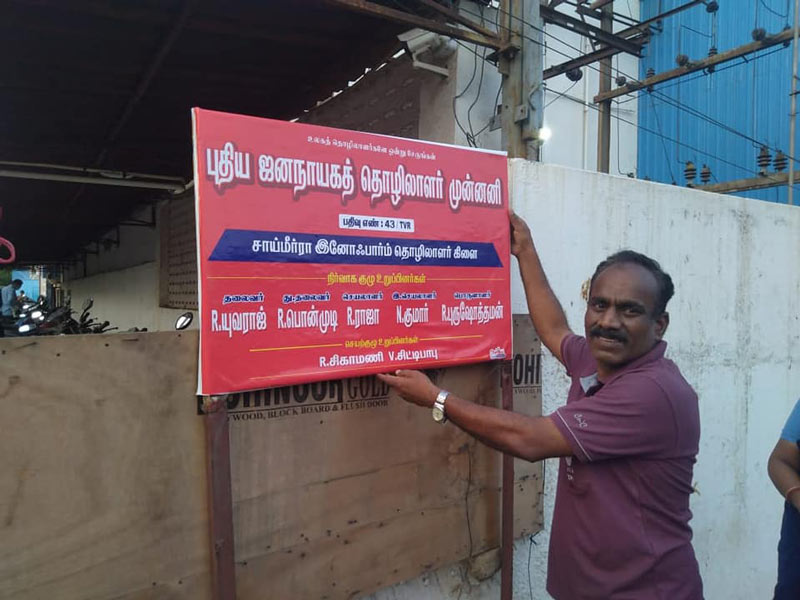 உலகத் தொழிலாளர்களே ஒன்று சேருங்கள்
புதிய ஜனநாயகத் தொழிலாளர் முன்னணி
பதிவு எண் : 43 / TVR
சாய்மீர்ரா இனோஃபார்ம் தொழிலாளர் கிளை
நிர்வாக குழு உறுப்பினர்கள்
தலைவர் து.தலைவர் செயலாளர் இ.செயலாளர் பொருளாளர்
R.யுவராஜ் R.பொன்முடி R.ராஜா N.குமார் R.புருஷோத்தமன்
செயற்குழு உறுப்பினர்கள்
R.சிகாமணி V.சிட்டிபாபு
GOLD
WOOD, BLOCK BOARD & FLUSH DOOR